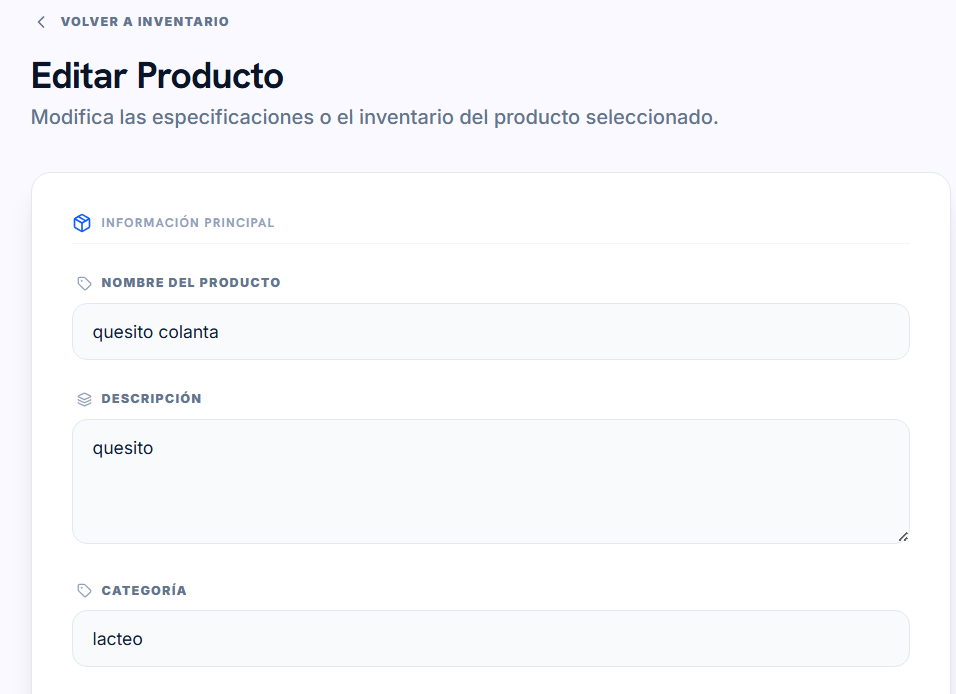 VOLVER A INVENTARIO
Editar Producto
Modifica las especificaciones o el inventario del producto seleccionado.
INFORMACIÓN PRINCIPAL
NOMBRE DEL PRODUCTO
quesito colanta
DESCRIPCIÓN
quesito
CATEGORÍA
lacteo